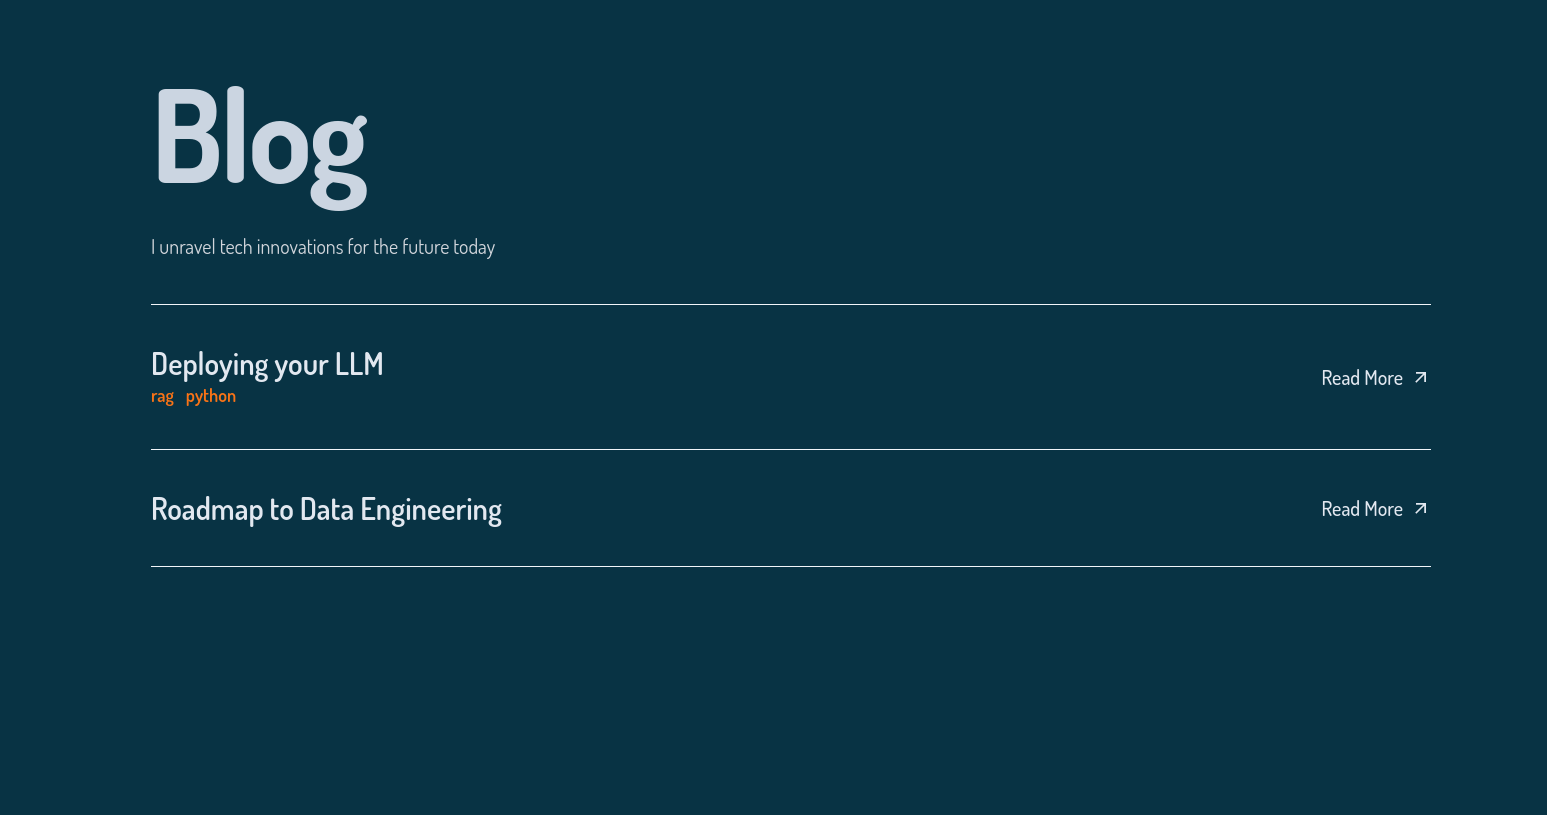 Blog
I unravel tech innovations for the future today
Deploying your LLM
Read More
rag python
Roadmap to Data Engineering
Read More